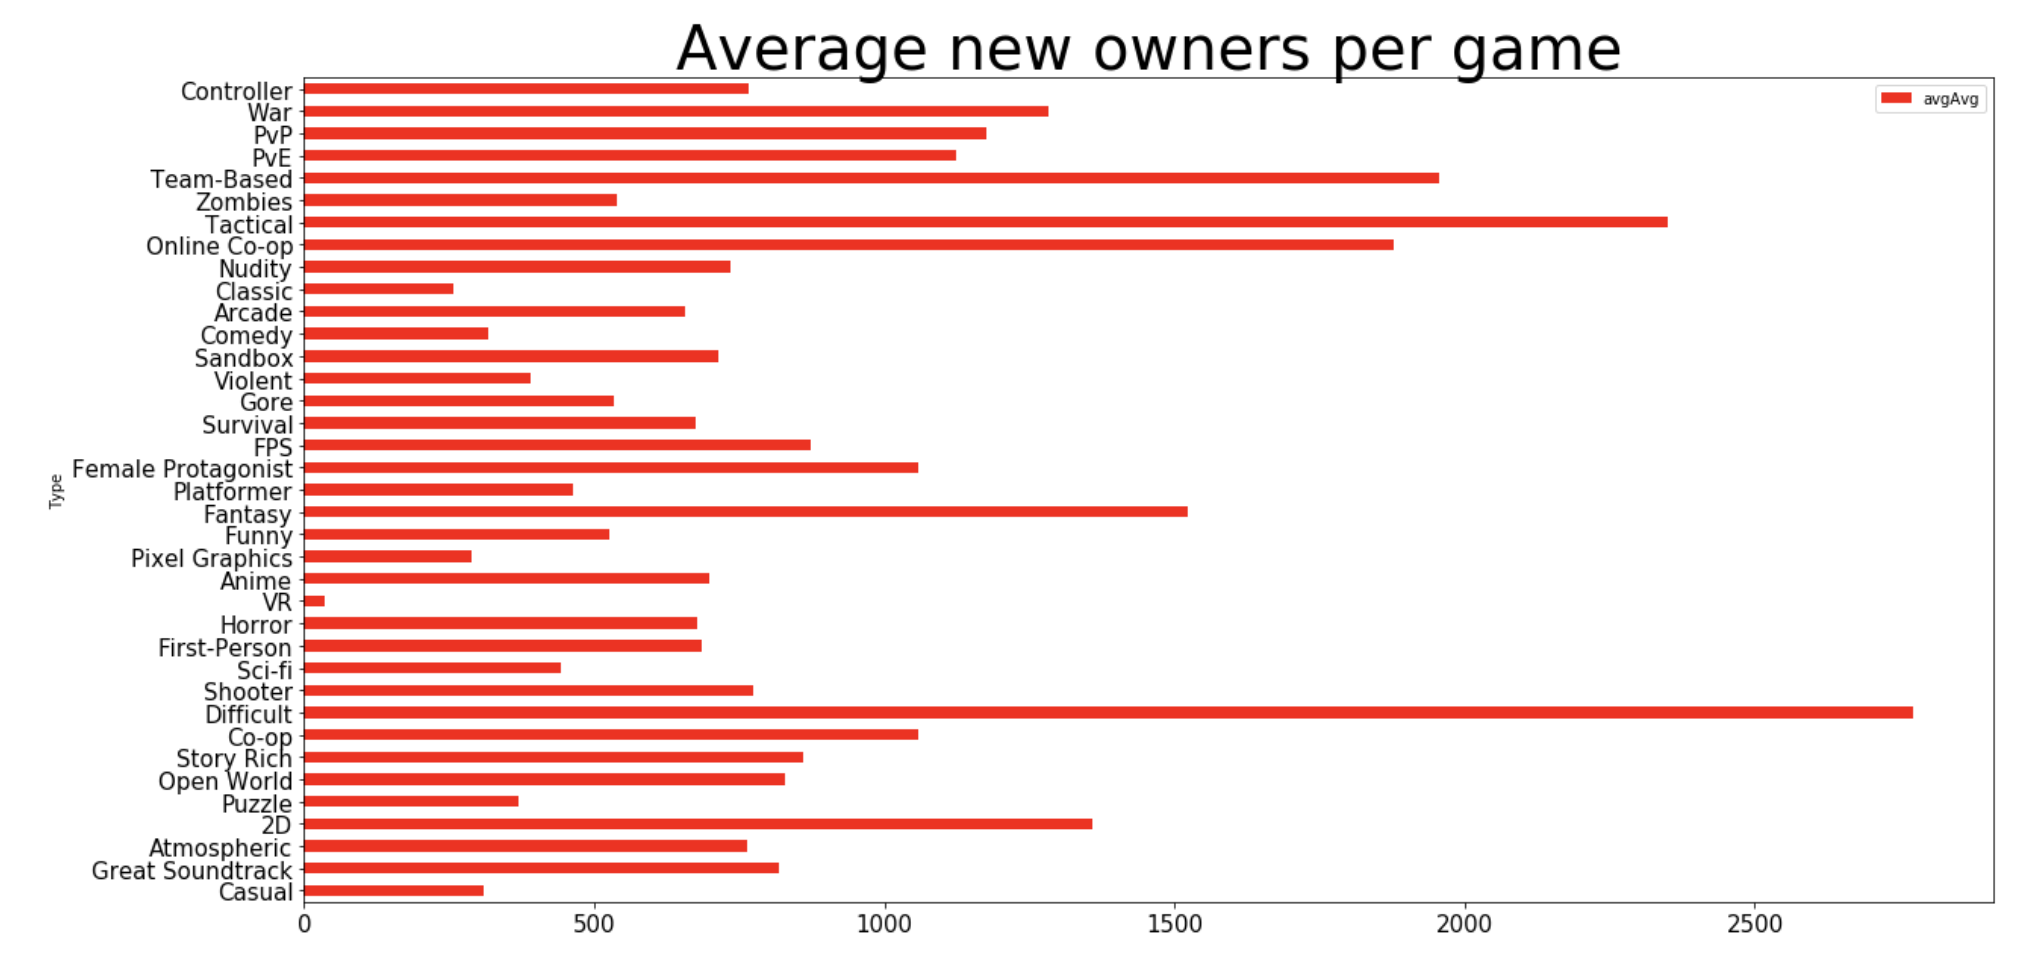 Average new owners per game
avgAvg
Type
Controller
War
PvP
PvE
Team-Based
Zombies
Tactical
Online Co-op
Nudity
Classic
Arcade
Comedy
Sandbox
Violent
Gore
Survival
FPS
Female Protagonist
Platformer
Fantasy
Funny
Pixel Graphics
Anime
VR
Horror
First-Person
Sci-fi
Shooter
Difficult
Co-op
Story Rich
Open World
Puzzle
2D
Atmospheric
Great Soundtrack
Casual
0 500 1000 1500 2000 2500